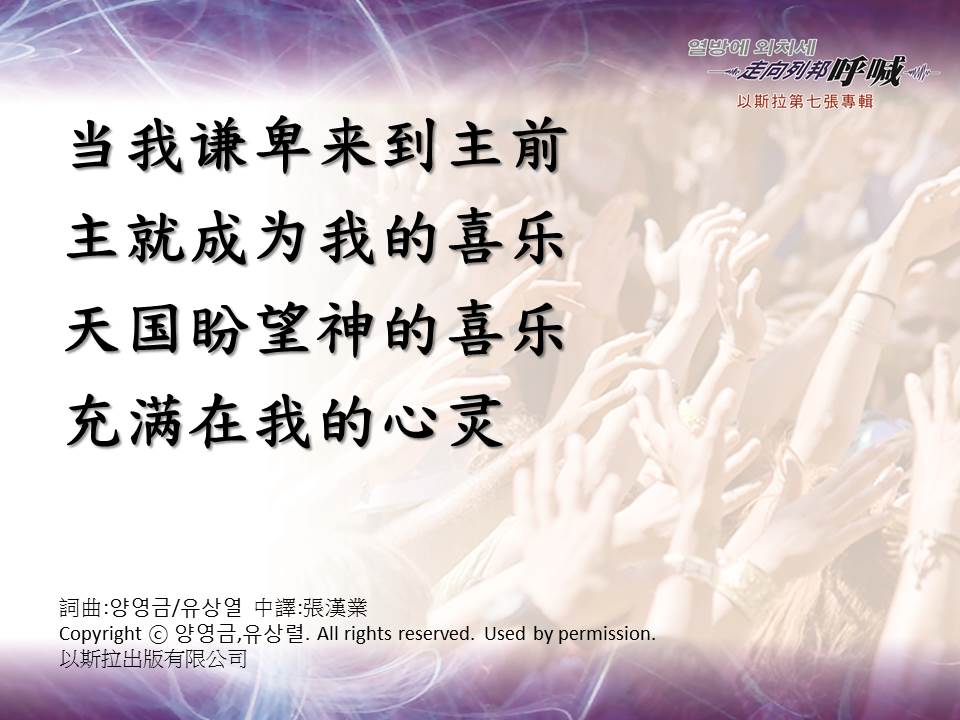 열방에 외치세
走向列邦呼喊
以斯拉第七張專輯
当我谦卑来到主前
主就成为我的喜乐
天国盼望神的喜乐
充满在我的心灵
詞曲:양영금/유상열 中譯:張漢業
Copyright ⓒ 양영금,유상렬. All rights reserved. Used by permission.
以斯拉出版有限公司